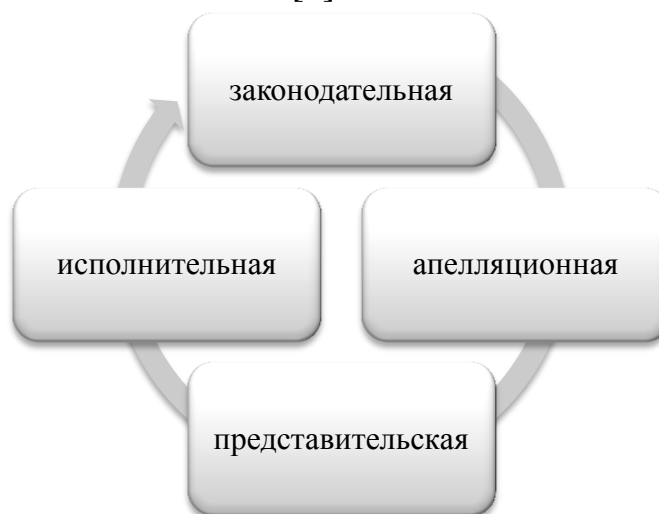 законодательная
исполнительная
апелляционная
представительская